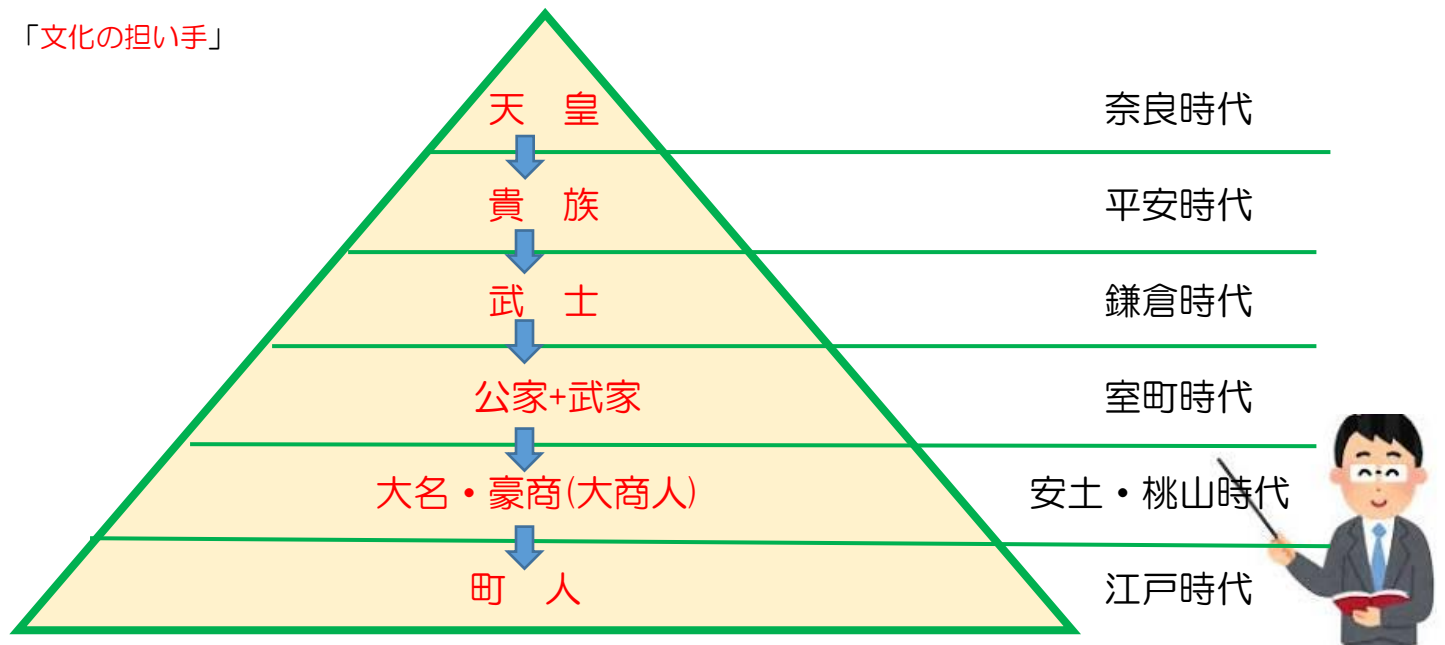 「文化の担い手」
天　皇
奈良時代
貴　族
平安時代
武　士
鎌倉時代
公家+武家
室町時代
大名・豪商(大商人)
安土・桃山時代
町　人
江戸時代